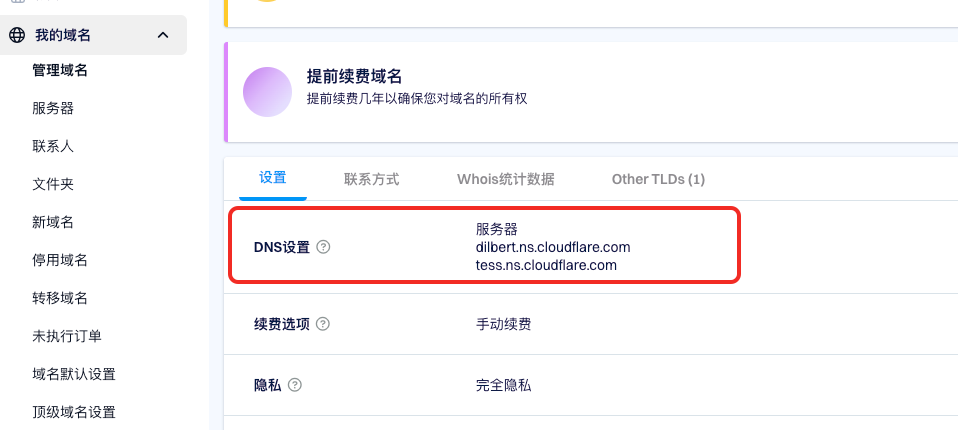 我的域名
管理域名
服务器
联系人
文件夹
新域名
停用域名
转移域名
未执行订单
域名默认设置
顶级域名设置
提前续费域名
提前续费几年以确保您对域名的所有权
设置 联系方式 Whois统计数据 Other TLDs (1)
DNS设置 ?
服务器
dilbert.ns.cloudflare.com
tess.ns.cloudflare.com
续费选项 ? 手动续费
隐私 ? 完全隐私